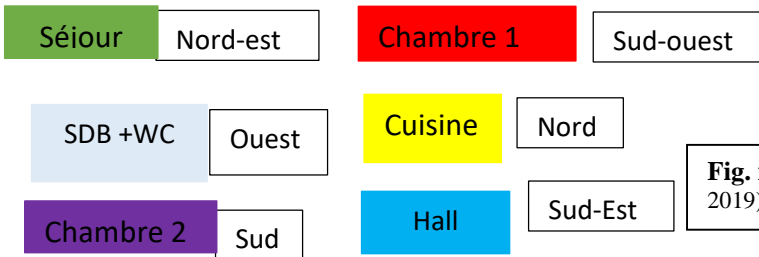 Séjour Nord-est Chambre 1 Sud-ouest
SDB +WC Ouest Cuisine Nord
Fig.
2019)
Chambre 2 Sud Hall Sud-Est